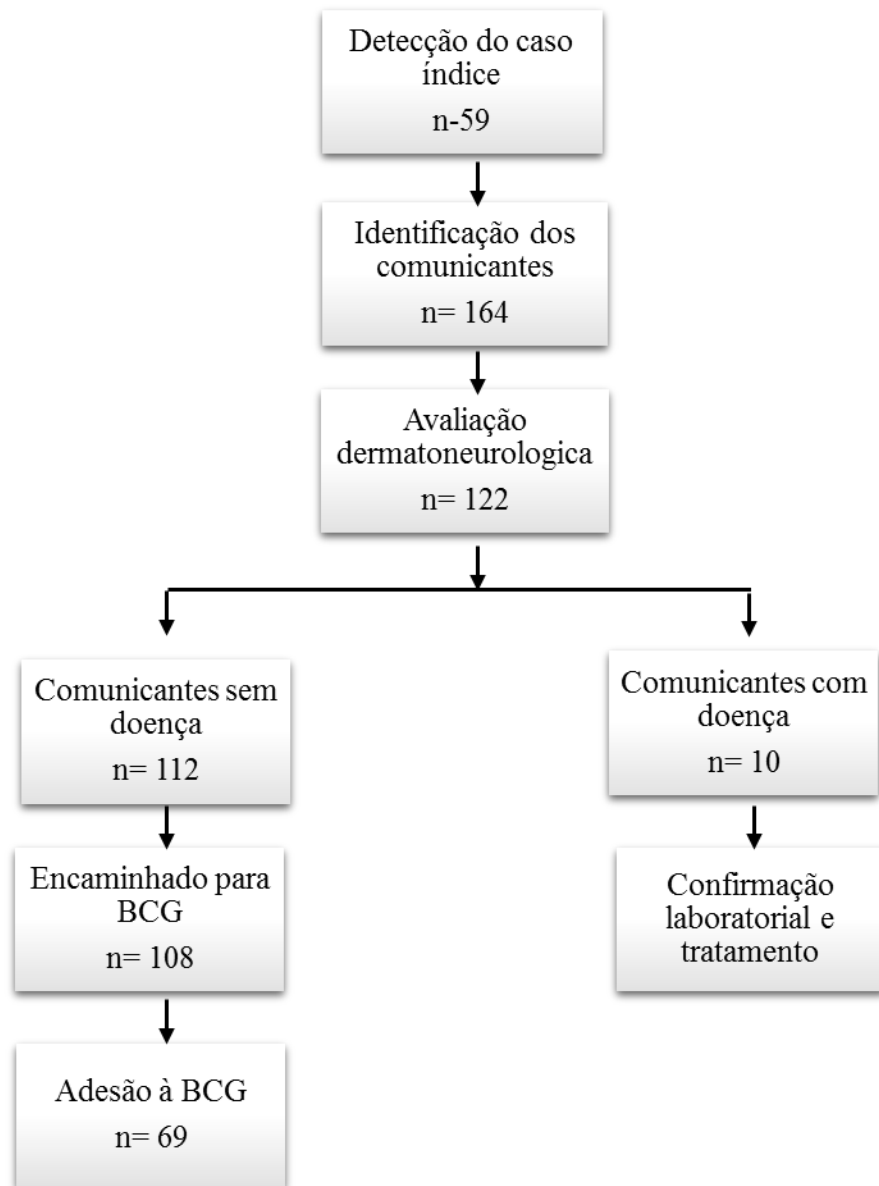 Detecção do caso
índice
n-59
Identificação dos
comunicantes
n= 164
Avaliação
dermatoneurologica
n= 122
Comunicantes sem
doença
n= 112
Comunicantes com
doença
n= 10
Encaminhado para
BCG
n= 108
Confirmação
laboratorial e
tratamento
Adesão à BCG
n= 69